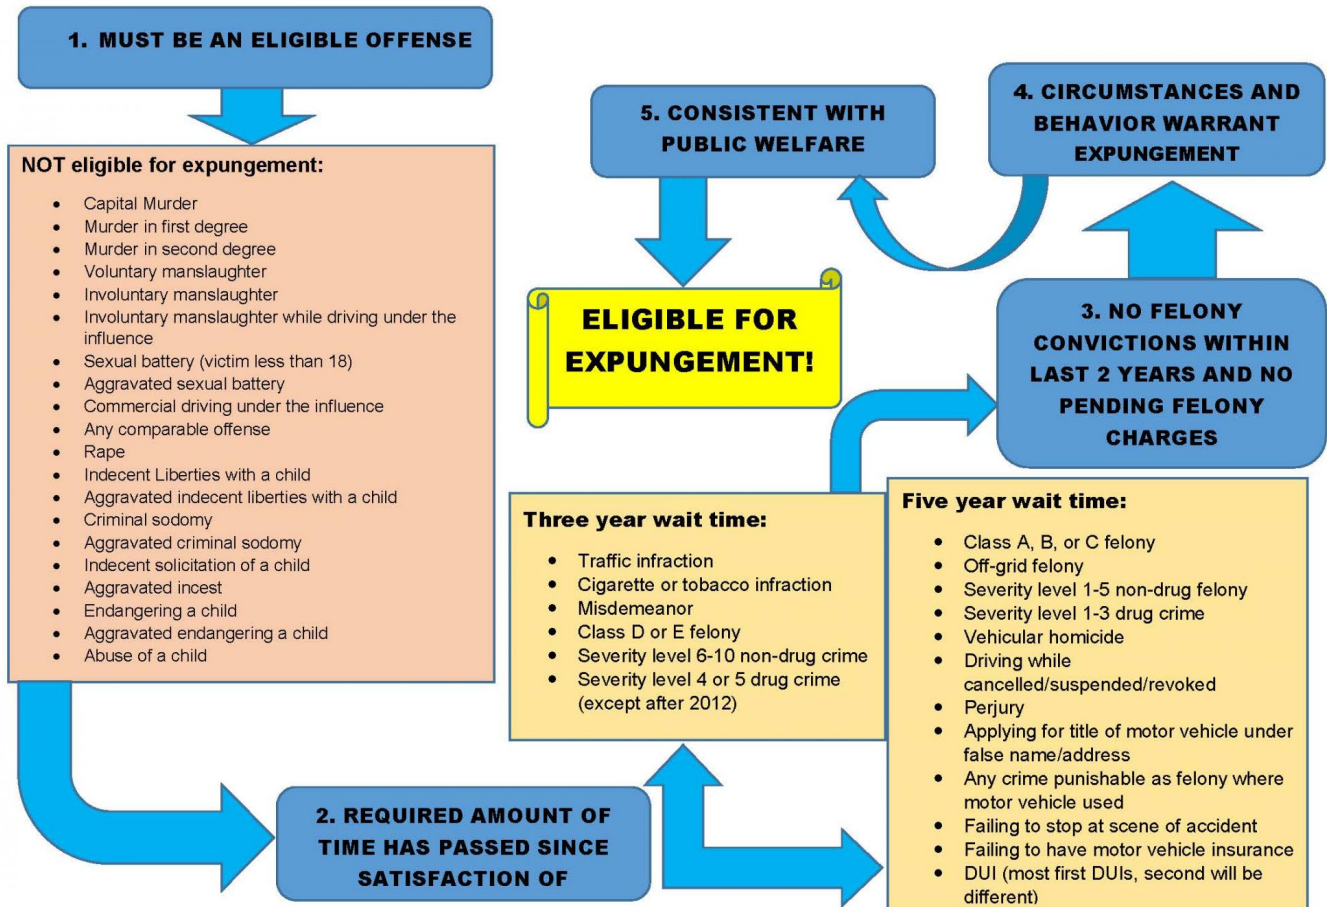 1. MUST BE AN ELIGIBLE OFFENSE
NOT eligible for expungement:
• Capital Murder
• Murder in first degree
• Murder in second degree
• Voluntary manslaughter
• Involuntary manslaughter
• Involuntary manslaughter while driving under the
influence
• Sexual battery (victim less than 18)
• Aggravated sexual battery
• Commercial driving under the influence
• Any comparable offense
• Rape
• Indecent Liberties with a child
• Aggravated indecent liberties with a child
• Criminal sodomy
• Aggravated criminal sodomy
• Indecent solicitation of a child
• Aggravated incest
• Endangering a child
• Aggravated endangering a child
• Abuse of a child
2. REQUIRED AMOUNT OF
TIME HAS PASSED SINCE
SATISFACTION OF
Three year wait time:
• Traffic infraction
• Cigarette or tobacco infraction
• Misdemeanor
• Class D or E felony
• Severity level 6-10 non-drug crime
• Severity level 4 or 5 drug crime
(except after 2012)
Five year wait time:
• Class A, B, or C felony
• Off-grid felony
• Severity level 1-5 non-drug felony
• Severity level 1-3 drug crime
• Vehicular homicide
• Driving while
cancelled/suspended/revoked
• Perjury
• Applying for title of motor vehicle under
false name/address
• Any crime punishable as felony where
motor vehicle used
• Failing to stop at scene of accident
• Failing to have motor vehicle insurance
• DUI (most first DUIs, second will be
different)
3. NO FELONY
CONVICTIONS WITHIN
LAST 2 YEARS AND NO
PENDING FELONY
CHARGES
4. CIRCUMSTANCES AND
BEHAVIOR WARRANT
EXPUNGEMENT
5. CONSISTENT WITH
PUBLIC WELFARE
ELIGIBLE FOR
EXPUNGEMENT!